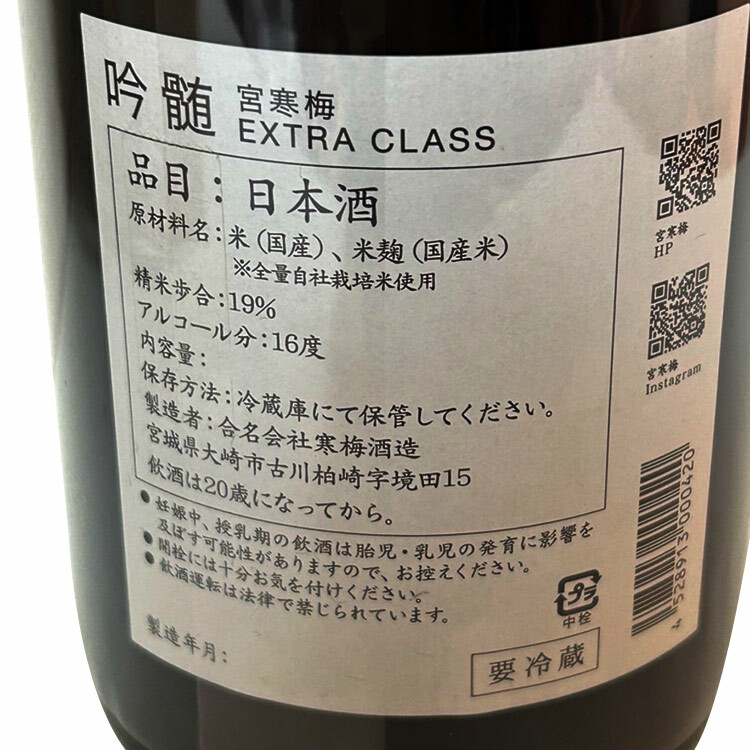 吟髄 宮寒梅
EXTRA CLASS
品目：日本酒
原材料名：米（国産）、米麹（国産米）
※全量自社栽培米使用
精米歩合：19%
アルコール分：16度
内容量：
保存方法：冷蔵庫にて保管してください。
製造者：合名会社寒梅酒造
宮城県大崎市古川柏崎字境田15
飲酒は20歳になってから。
●妊娠中、授乳期の飲酒は胎児・乳児の発育に影響を
及ぼす可能性がありますので、お控えください。
●開栓には十分お気を付けください。
●飲酒運転は法律で禁じられています。
製造年月：
宮寒梅
HP
宮寒梅
Instagram
4528913000420
プラ
中栓
要冷蔵